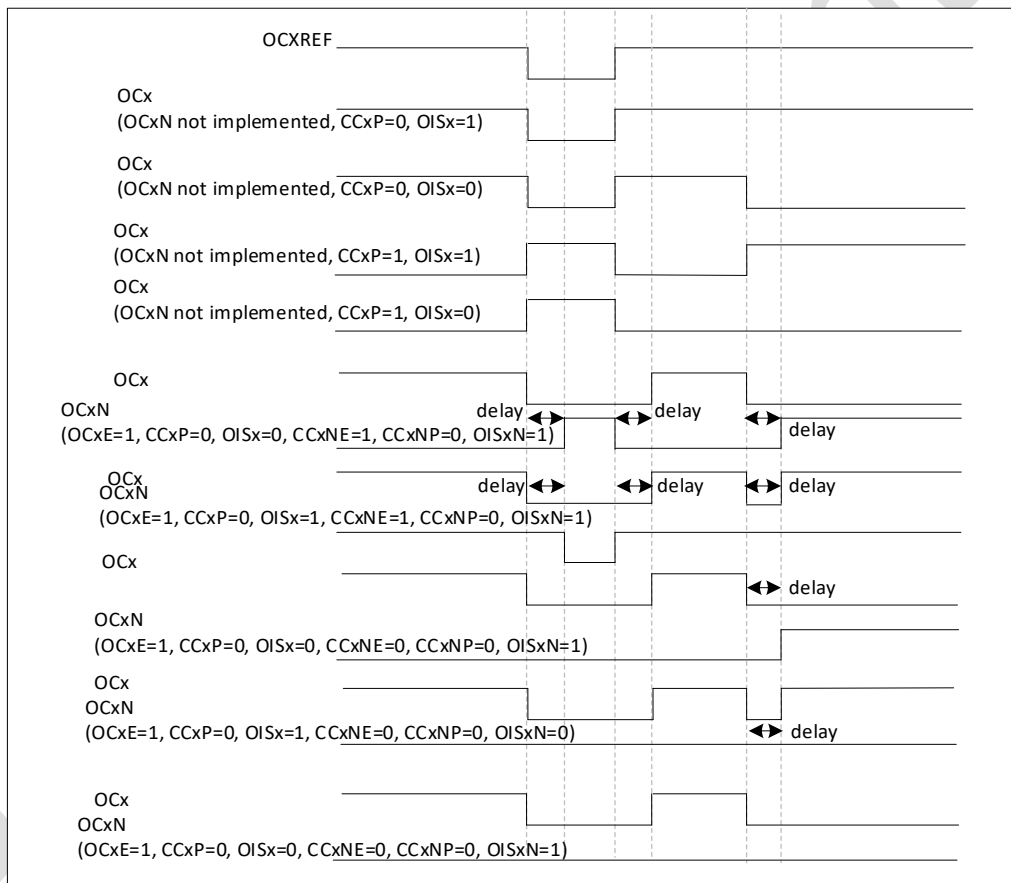 OCXREF
OCx
(OCxN not implemented, CCxP=0, OISx=1)
OCx
(OCxN not implemented, CCxP=0, OISx=0)
OCx
(OCxN not implemented, CCxP=1, OISx=1)
OCx
(OCxN not implemented, CCxP=1, OISx=0)
OCx
OCxN
delay
delay
(OCxE=1, CCxP=0, OISx=0, CCxNE=1, CCxNP=0, OISxN=1)
delay
OCx
delay
delay
delay
OCxN
(OCxE=1, CCxP=0, OISx=1, CCxNE=1, CCxNP=0, OISxN=1)
OCx
delay
OCxN
(OCxE=1, CCxP=0, OISx=0, CCxNE=0, CCxNP=0, OISxN=1)
OCx
OCxN
(OCxE=1, CCxP=0, OISx=1, CCxNE=0, CCxNP=0, OISxN=0)
delay
OCx
OCxN
(OCxE=1, CCxP=0, OISx=0, CCxNE=0, CCxNP=0, OISxN=1)